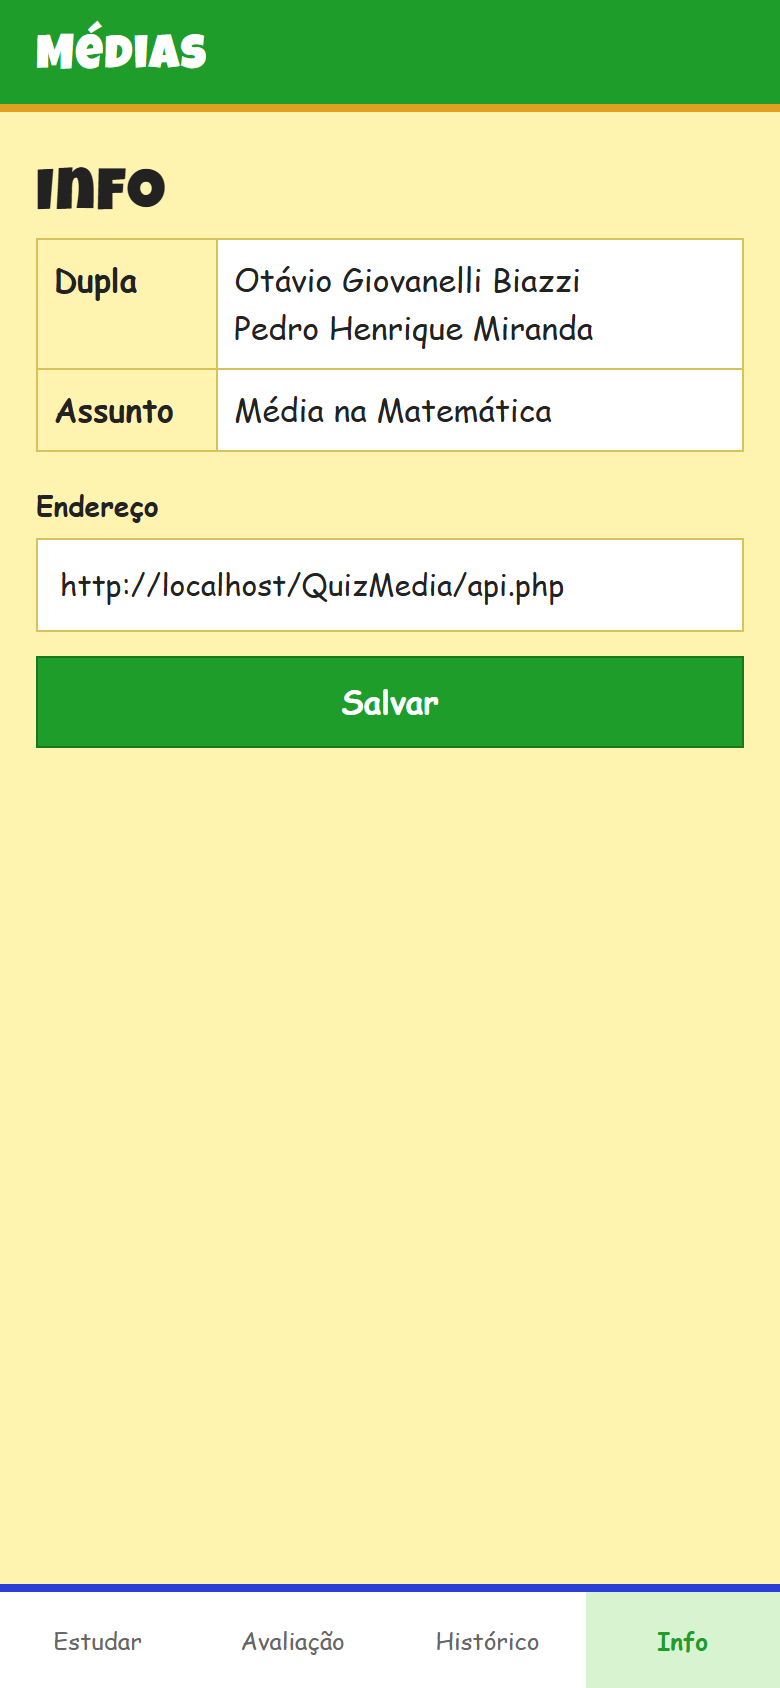 Médias
Info
Dupla
Otávio Giovanelli Biazzi
Pedro Henrique Miranda
Assunto
Média na Matemática
Endereço
http://localhost/QuizMedia/api.php
Salvar
Estudar
Avaliação
Histórico
Info